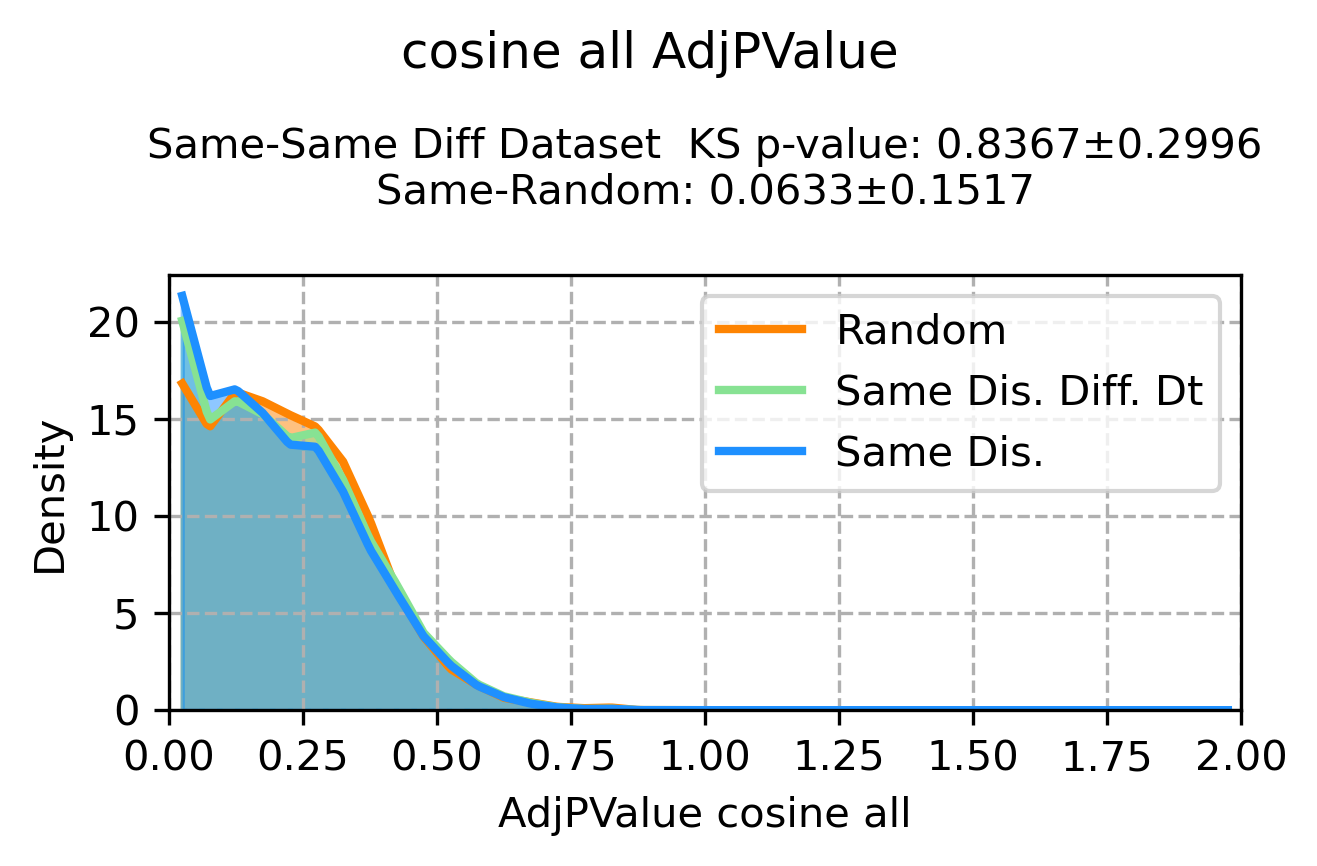 cosine all AdjPValue
Same-Same Diff Dataset  KS p-value: 0.8367±0.2996
Same-Random: 0.0633±0.1517
Random
Same Dis. Diff. Dt
Same Dis.
Density
20
15
10
5
0
0.00 0.25 0.50 0.75 1.00 1.25 1.50 1.75 2.00
AdjPValue cosine all